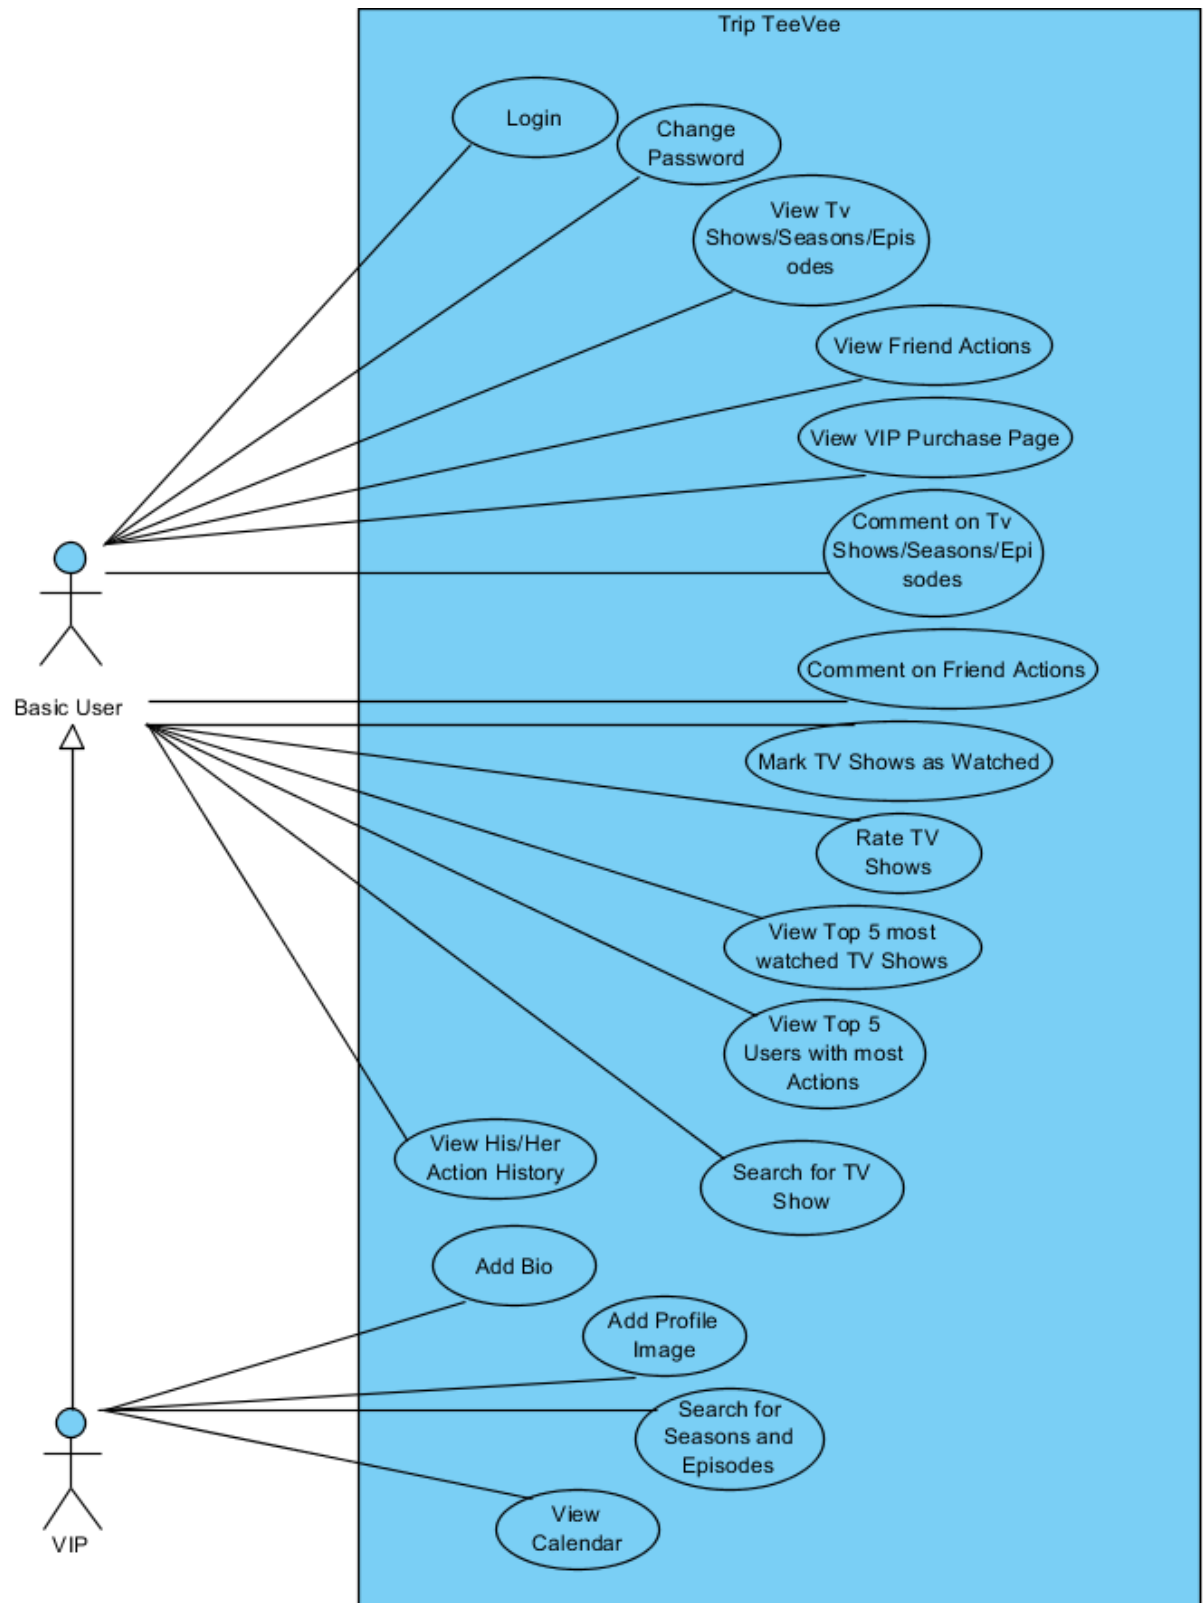 Trip TeeVee
Login
Change
Password
View Tv
Shows/Seasons/Epis
odes
View Friend Actions
View VIP Purchase Page
Comment on Tv
Shows/Seasons/Epi
sodes
Comment on Friend Actions
Basic User
Mark TV Shows as Watched
Rate TV
Shows
View Top 5 most
watched TV Shows
View Top 5
Users with most
Actions
View His/Her
Action History
Search for TV
Show
Add Bio
Add Profile
Image
Search for
Seasons and
Episodes
View
Calendar
VIP